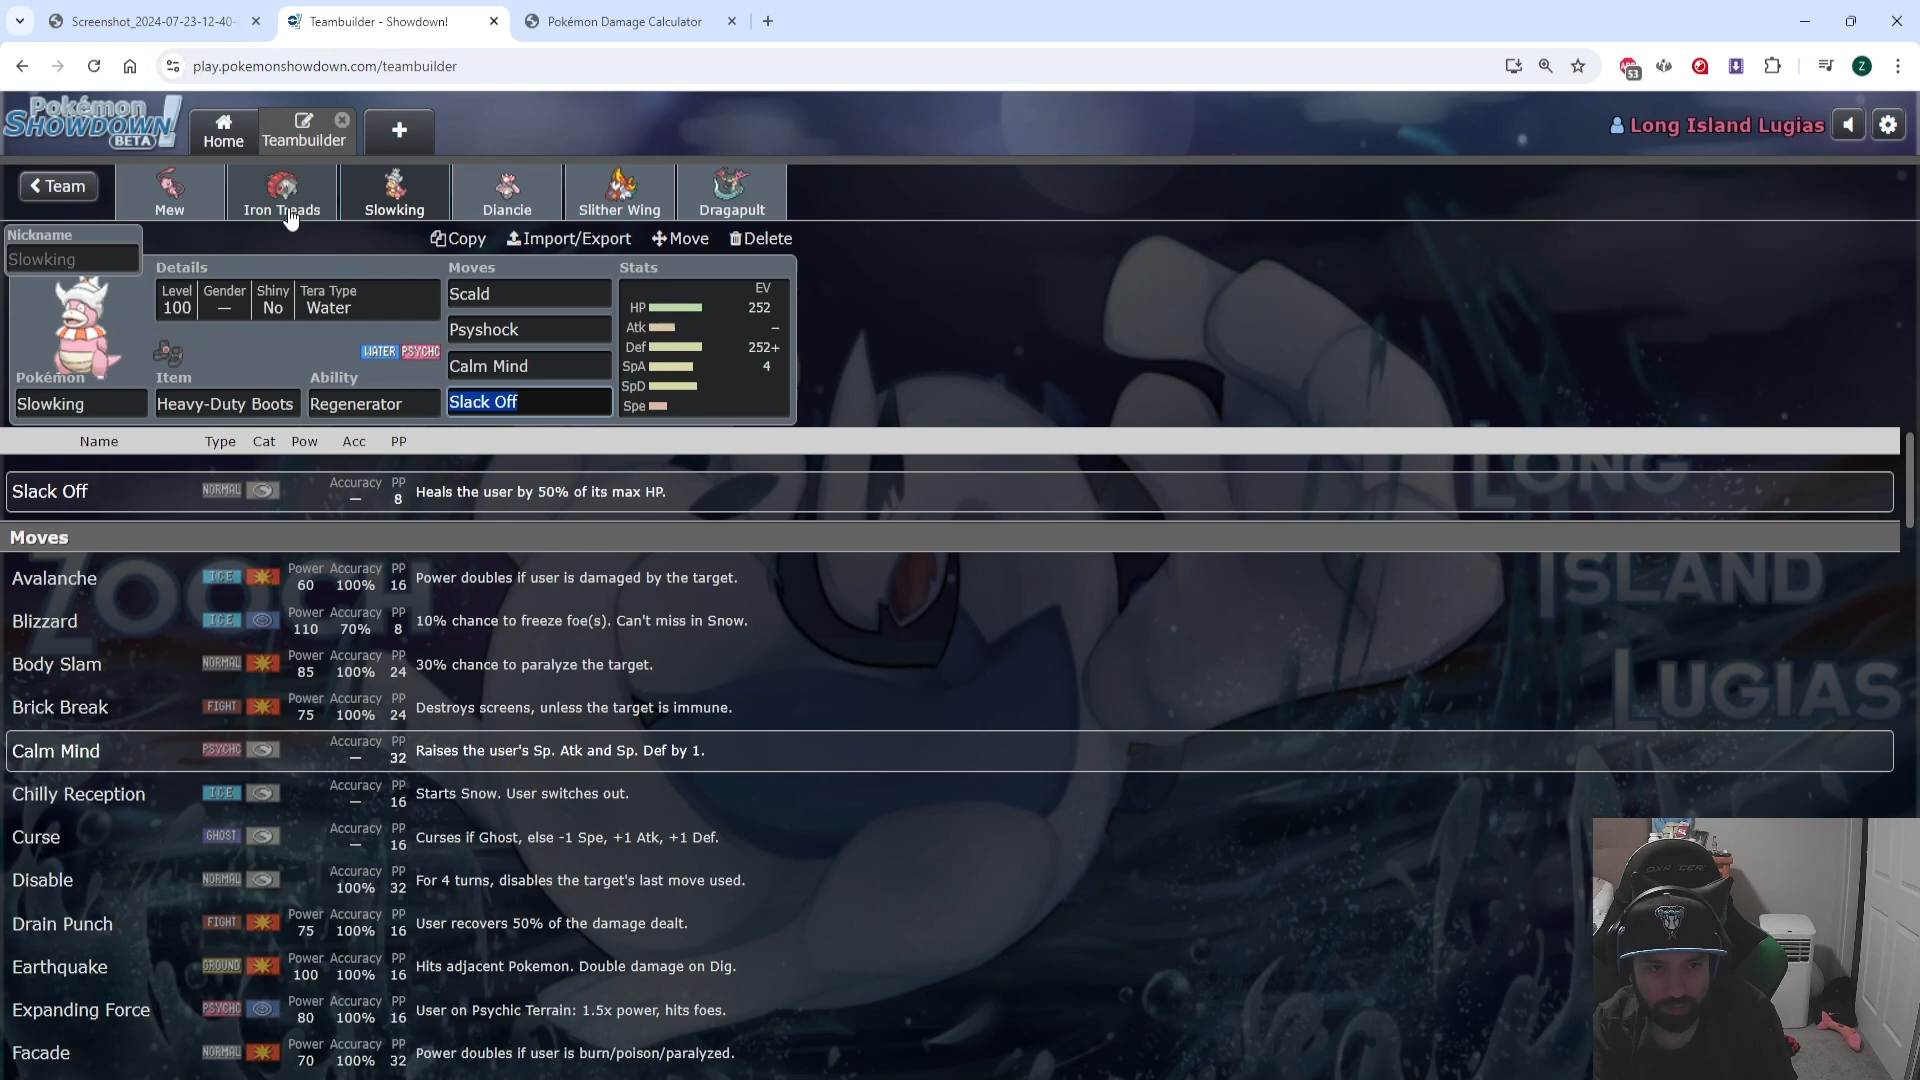 Screenshot_2024-07-23-12-40-
Teambuilder - Showdown!
Pokémon Damage Calculator
play.pokemonshowdown.com/teambuilder
53
Z
Pokémon
SHOWDOWN!
BETA
Home
Teambuilder
Long Island Lugias
Team
Mew
Iron Treads
Slowking
Diancie
Slither Wing
Dragapult
Nickname
Slowking
Copy
Import/Export
Move
Delete
Details
Moves
Stats
Level
Gender
Shiny
Tera Type
100
—
No
Water
WATER
PSYCHC
Pokémon
Item
Ability
Slowking
Heavy-Duty Boots
Regenerator
Scald
Psyshock
Calm Mind
Slack Off
EV
HP 252
Atk –
Def 252+
SpA 4
SpD
Spe
Name Type Cat Pow Acc PP
Slack Off NORMAL Accuracy — PP 8 Heals the user by 50% of its max HP.
Moves
Avalanche ICE Power 60 Accuracy 100% PP 16 Power doubles if user is damaged by the target.
Blizzard ICE Power 110 Accuracy 70% PP 8 10% chance to freeze foe(s). Can't miss in Snow.
Body Slam NORMAL Power 85 Accuracy 100% PP 24 30% chance to paralyze the target.
Brick Break FIGHT Power 75 Accuracy 100% PP 24 Destroys screens, unless the target is immune.
Calm Mind PSYCHC Accuracy — PP 32 Raises the user's Sp. Atk and Sp. Def by 1.
Chilly Reception ICE Accuracy — PP 16 Starts Snow. User switches out.
Curse GHOST Accuracy — PP 16 Curses if Ghost, else -1 Spe, +1 Atk, +1 Def.
Disable NORMAL Accuracy 100% PP 32 For 4 turns, disables the target's last move used.
Drain Punch FIGHT Power 75 Accuracy 100% PP 16 User recovers 50% of the damage dealt.
Earthquake GROUND Power 100 Accuracy 100% PP 16 Hits adjacent Pokemon. Double damage on Dig.
Expanding Force PSYCHC Power 80 Accuracy 100% PP 16 User on Psychic Terrain: 1.5x power, hits foes.
Facade NORMAL Power 70 Accuracy 100% PP 32 Power doubles if user is burn/poison/paralyzed.
LONG
ISLAND
LUGIAS